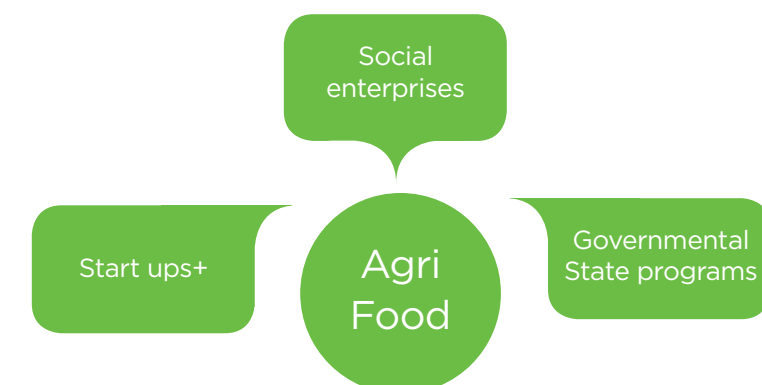 Social
enterprises
Start ups+
Agri
Food
Governmental
State programs